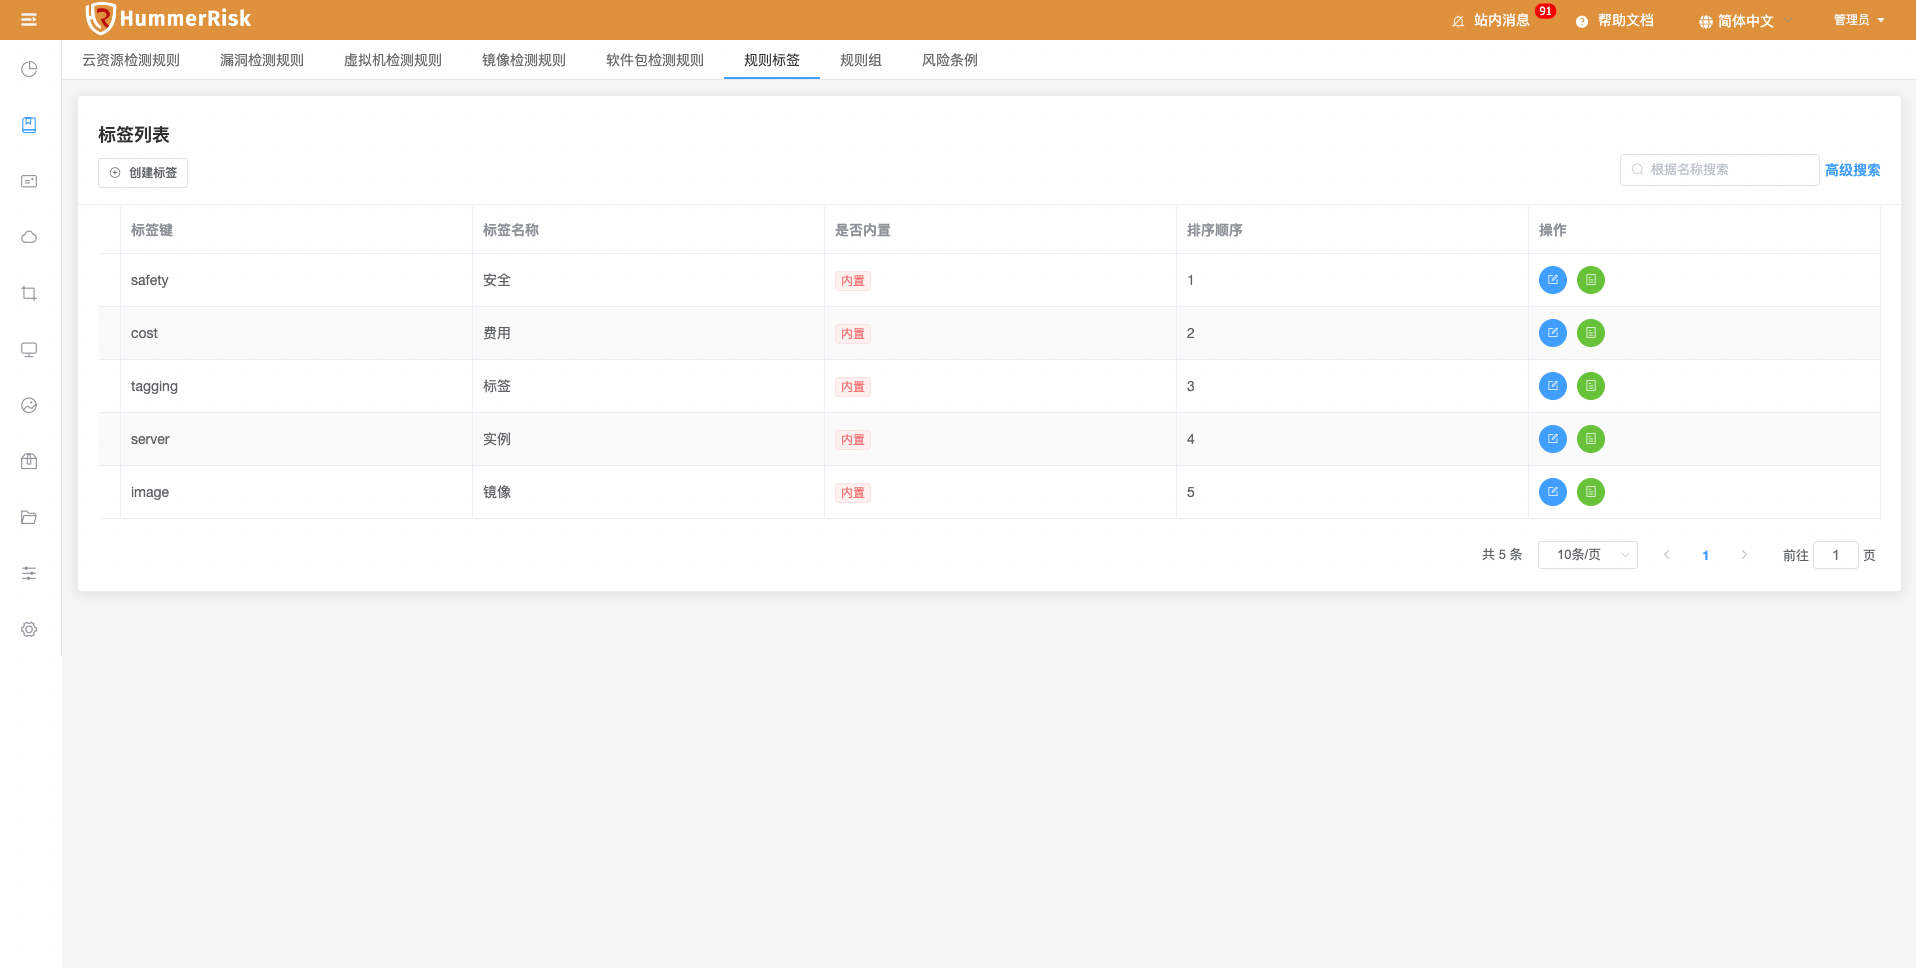 HummerRisk
站内消息 91 帮助文档 简体中文 管理员
云资源检测规则 漏洞检测规则 虚拟机检测规则 镜像检测规则 软件包检测规则 规则标签 规则组 风险条例
标签列表
创建标签 根据名称搜索 高级搜索
标签键 标签名称 是否内置 排序顺序 操作
safety 安全 内置 1
cost 费用 内置 2
tagging 标签 内置 3
server 实例 内置 4
image 镜像 内置 5
共 5 条 10条/页 1 前往 1 页